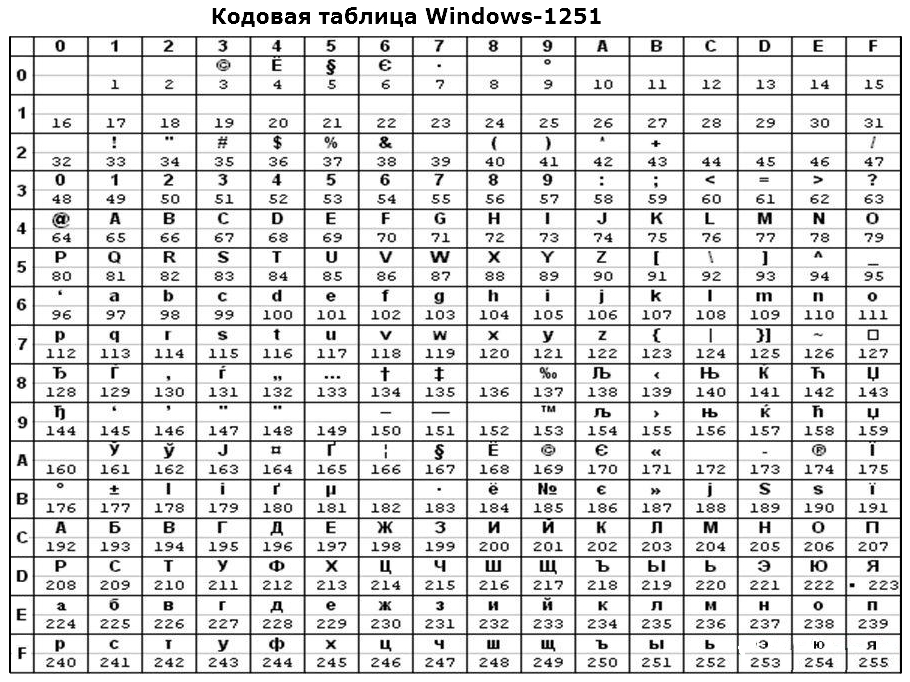 Кодовая таблица Windows-1251
0 1 2 3 4 5 6 7 8 9 A B C D E F
© Ё § Є · °
0
1 2 3 4 5 6 7 8 9 10 11 12 13 14 15
1
16 17 18 19 20 21 22 23 24 25 26 27 28 29 30 31
! " # $ % & ( ) * + /
2
32 33 34 35 36 37 38 39 40 41 42 43 44 45 46 47
0 1 2 3 4 5 6 7 8 9 : ; < = > ?
3
48 49 50 51 52 53 54 55 56 57 58 59 60 61 62 63
@ A B C D E F G H I J K L M N O
4
64 65 66 67 68 69 70 71 72 73 74 75 76 77 78 79
P Q R S T U V W X Y Z [ \ ] ^ _
5
80 81 82 83 84 85 86 87 88 89 90 91 92 93 94 95
‘ a b c d e f g h i j k l m n o
6
96 97 98 99 100 101 102 103 104 105 106 107 108 109 110 111
p q r s t u v w x y z { | }] ~ □
7
112 113 114 115 116 117 118 119 120 121 122 123 124 125 126 127
Ђ Ѓ ‚ ѓ „ … † ‡ ‰ Љ ‹ Њ Ќ Ћ Џ
8
128 129 130 131 132 133 134 135 136 137 138 139 140 141 142 143
ђ ‘ ’ " " – — ™ љ › њ ќ ћ џ
9
144 145 146 147 148 149 150 151 152 153 154 155 156 157 158 159
Ў ў J ¤ Ґ ¦ § Ё © Є « - ® Ї
A
160 161 162 163 164 165 166 167 168 169 170 171 172 173 174 175
° ± І і ґ µ · ё № є » j S s ї
B
176 177 178 179 180 181 182 183 184 185 186 187 188 189 190 191
А Б В Г Д Е Ж З И Й К Л М Н О П
C
192 193 194 195 196 197 198 199 200 201 202 203 204 205 206 207
Р С Т У Ф Х Ц Ч Ш Щ Ъ Ы Ь Э Ю Я
D
208 209 210 211 212 213 214 215 216 217 218 219 220 221 222 ▪ 223
а б в г д е ж з и й к л м н о п
E
224 225 226 227 228 229 230 231 232 233 234 235 236 237 238 239
р с т у ф х ц ч ш щ ъ ы ь э ю я
F
240 241 242 243 244 245 246 247 248 249 250 251 252 253 254 255